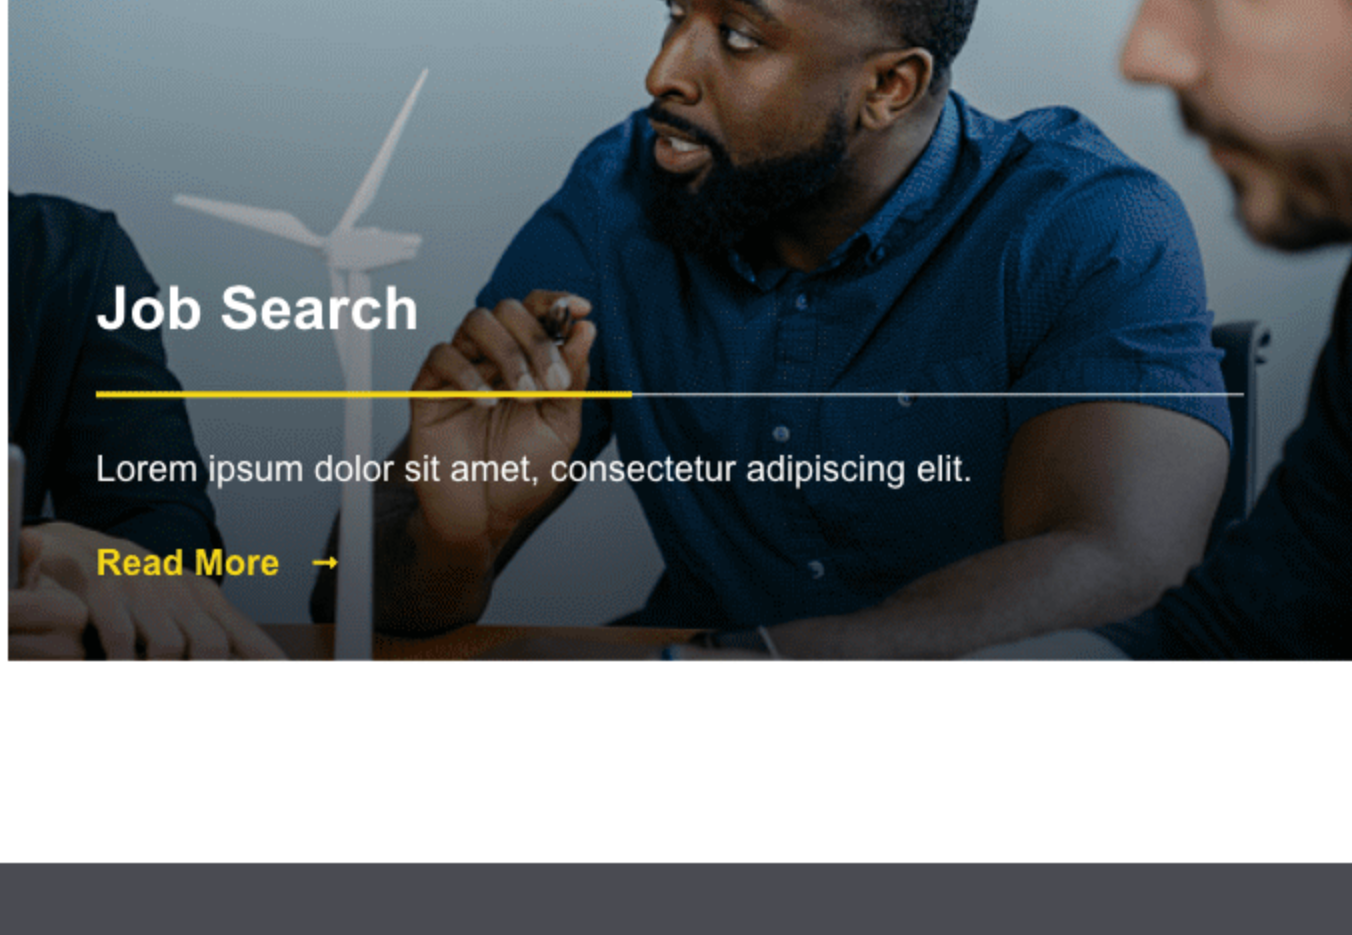 Job Search
Lorem ipsum dolor sit amet, consectetur adipiscing elit.
Read More →